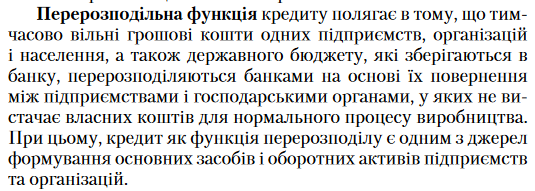 Перерозподільна функція кредиту полягає в тому, що тим-
часово вільні грошові кошти одних підприємств, організацій
і населення, а також державного бюджету, які зберігаються в
банку, перерозподіляються банками на основі їх повернення
між підприємствами і господарськими органами, у яких не ви-
стачає власних коштів для нормального процесу виробництва.
При цьому, кредит як функція перерозподілу є одним з джерел
формування основних засобів і оборотних активів підприємств
та організацій.